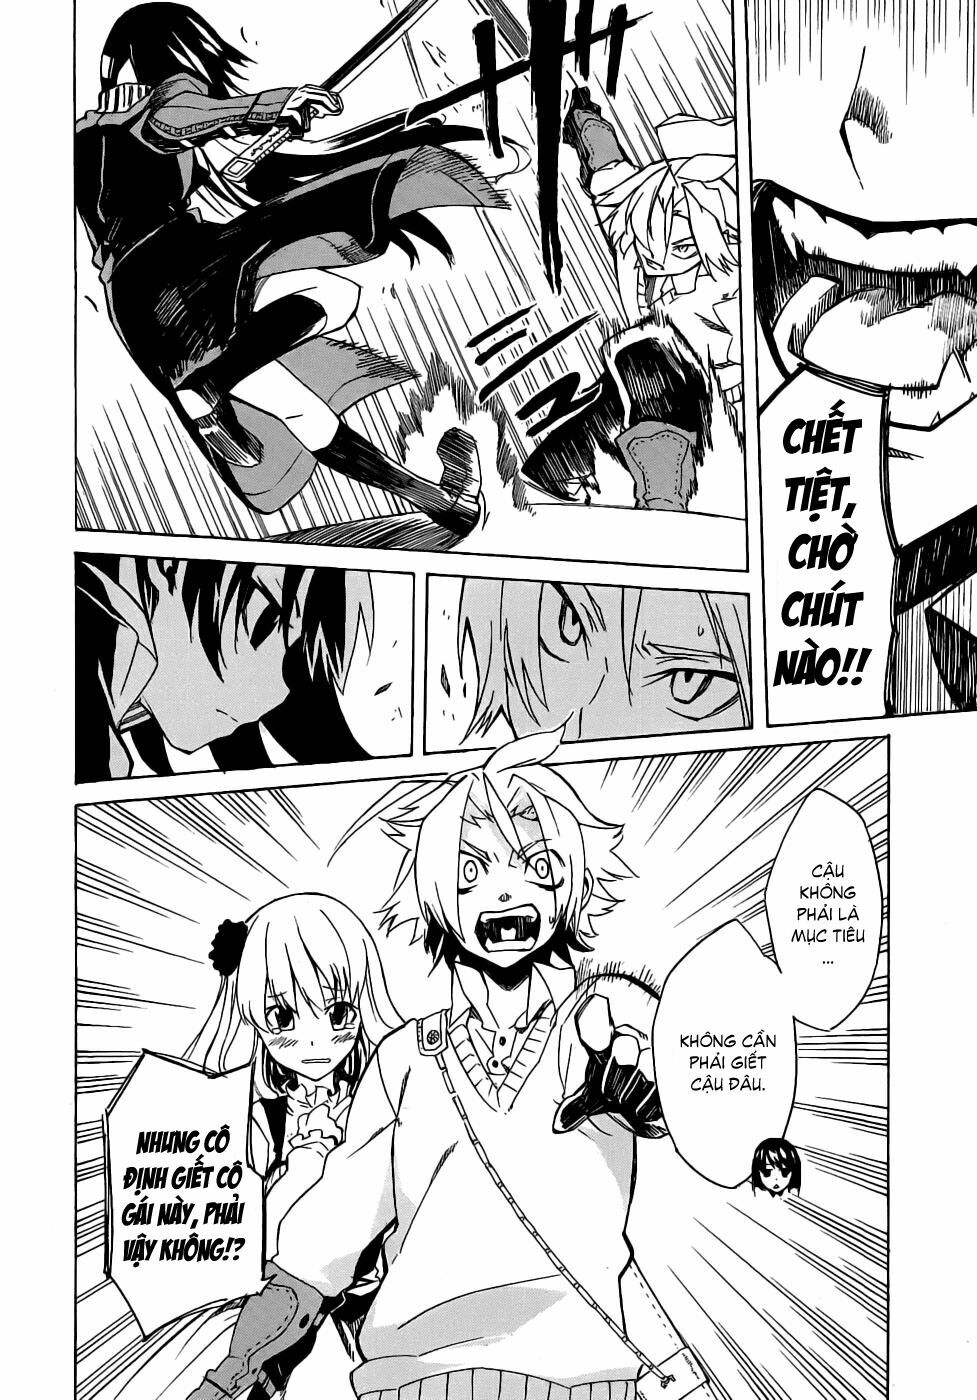 CHẾT
TIỆT,
CHỜ
CHÚT
NÀO!!
CẬU
KHÔNG
PHẢI LÀ
MỤC TIÊU
...
KHÔNG CẦN
PHẢI GIẾT
CẬU ĐÂU.
NHƯNG CÔ
ĐỊNH GIẾT CÔ
GÁI NÀY, PHẢI
VẬY KHÔNG!?